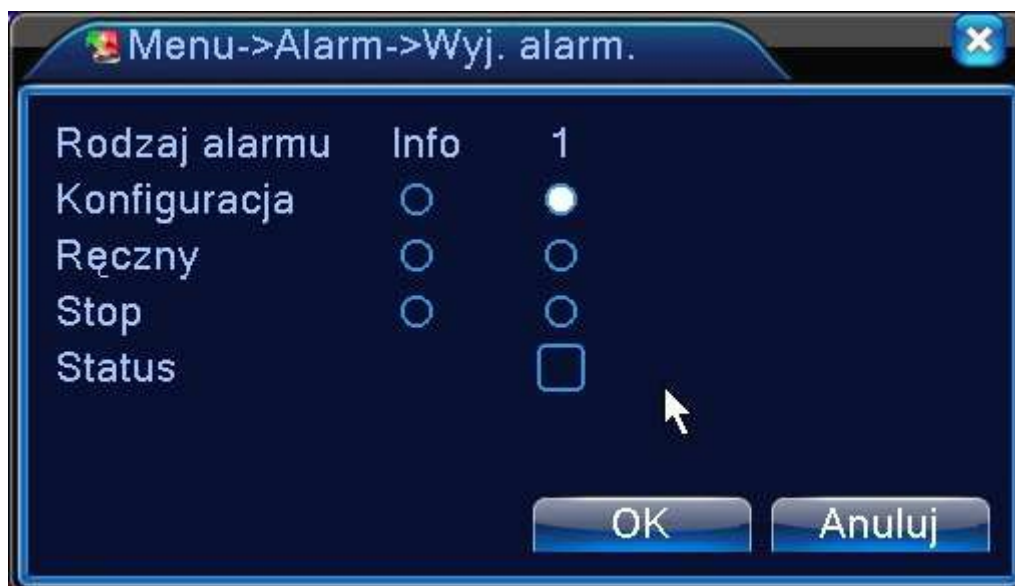 Menu->Alarm->Wyj. alarm.
Rodzaj alarmu Info 1
Konfiguracja
Ręczny
Stop
Status
OK Anuluj